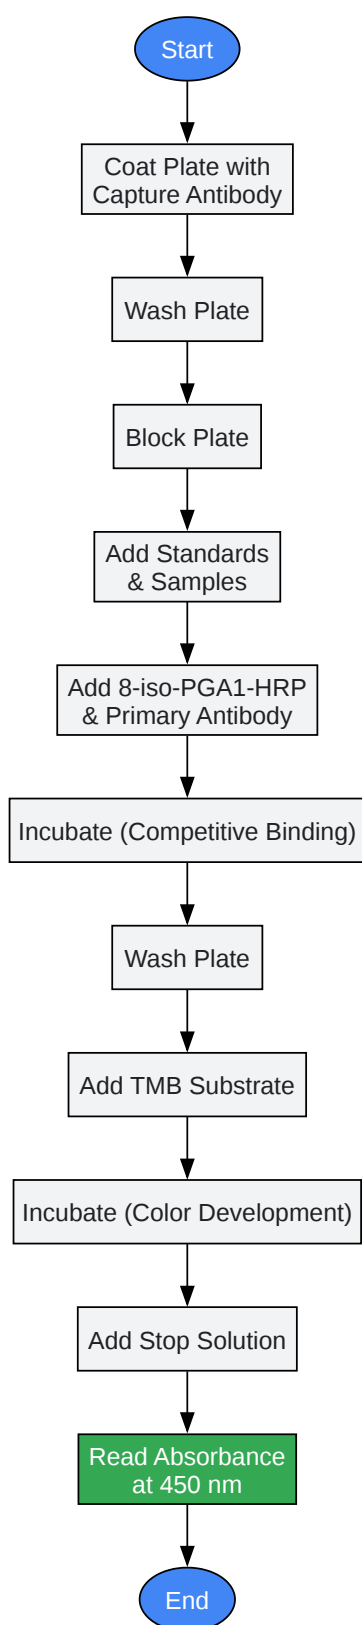 Start
Coat Plate with
Capture Antibody
Wash Plate
Block Plate
Add Standards
& Samples
Add 8-iso-PGA1-HRP
& Primary Antibody
Incubate (Competitive Binding)
Wash Plate
Add TMB Substrate
Incubate (Color Development)
Add Stop Solution
Read Absorbance
at 450 nm
End